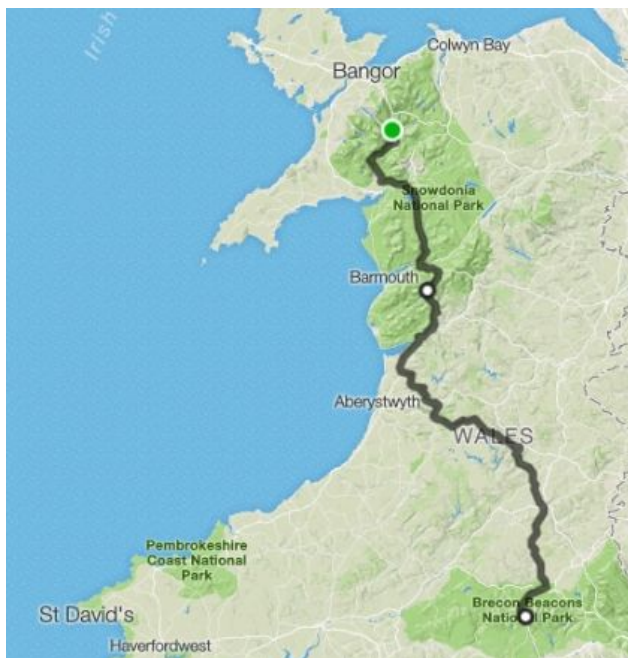 Irish
Colwyn Bay
Bangor
Snowdonia
National Park
Barmouth
Aberystwyth
WALES
Pembrokeshire
Coast National
Park
Brecon Beacons
National Park
St David's
Haverfordwest